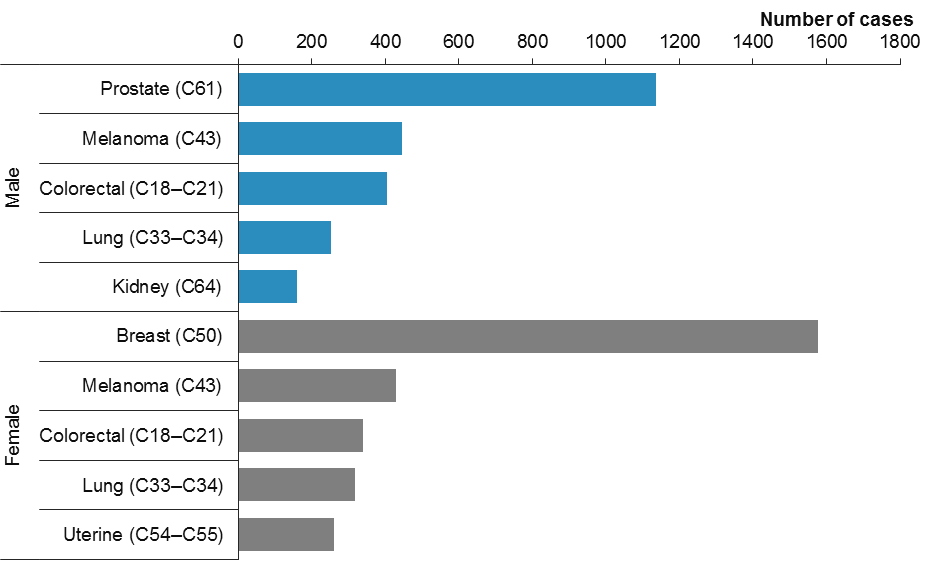 Number of cases
0 200 400 600 800 1000 1200 1400 1600 1800
Male
Prostate (C61)
Melanoma (C43)
Colorectal (C18–C21)
Lung (C33–C34)
Kidney (C64)
Female
Breast (C50)
Melanoma (C43)
Colorectal (C18–C21)
Lung (C33–C34)
Uterine (C54–C55)